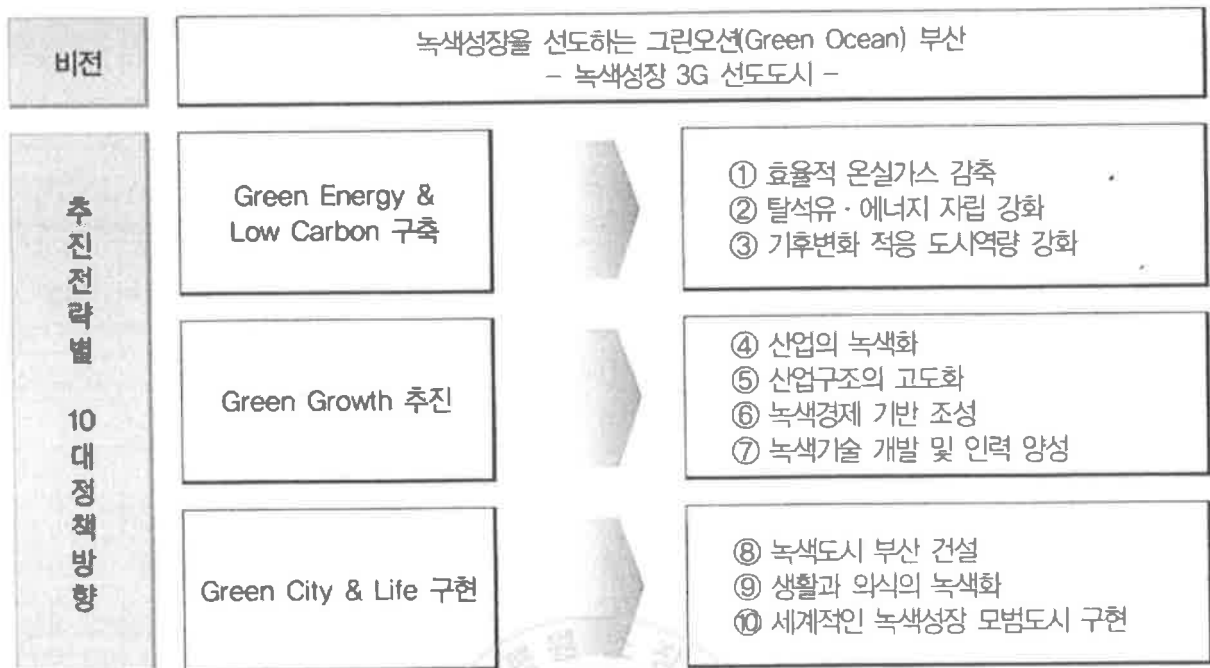 비전
녹색성장을 선도하는 그린오션(Green Ocean) 부산
- 녹색성장 3G 선도도시 -
추진전략별 10대정책방향
Green Energy &
Low Carbon 구축
① 효율적 온실가스 감축
② 탈석유·에너지 자립 강화
③ 기후변화 적응 도시역량 강화
Green Growth 추진
④ 산업의 녹색화
⑤ 산업구조의 고도화
⑥ 녹색경제 기반 조성
⑦ 녹색기술 개발 및 인력 양성
Green City & Life 구현
⑧ 녹색도시 부산 건설
⑨ 생활과 의식의 녹색화
⑩ 세계적인 녹색성장 모범도시 구현